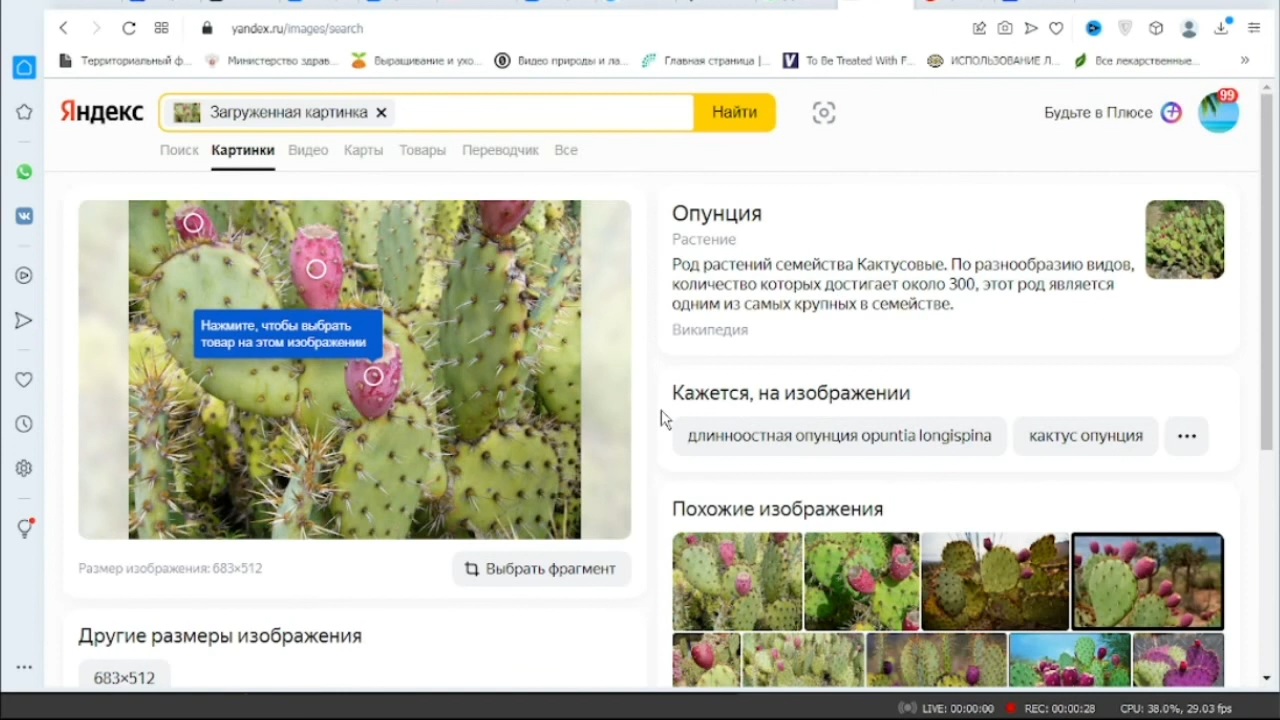 yandex.ru/images/search
Территориальный ф...
Министерство здрав...
Выращивание и ухо...
Видео природы и ла...
Главная страница |...
To Be Treated With F...
ИСПОЛЬЗОВАНИЕ Л...
Все лекарственные...
»
Яндекс
Загруженная картинка
Найти
Будьте в Плюсе
99
Поиск
Картинки
Видео
Карты
Товары
Переводчик
Все
Нажмите, чтобы выбрать
товар на этом изображении
Размер изображения: 683×512
Выбрать фрагмент
Другие размеры изображения
683×512
Опунция
Растение
Род растений семейства Кактусовые. По разнообразию видов,
количество которых достигает около 300, этот род является
одним из самых крупных в семействе.
Википедия
Кажется, на изображении
длинноостная опунция opuntia longispina
кактус опунция
Похожие изображения
LIVE: 00:00:00
REC: 00:00:28
CPU: 38.0%, 29.03 fps